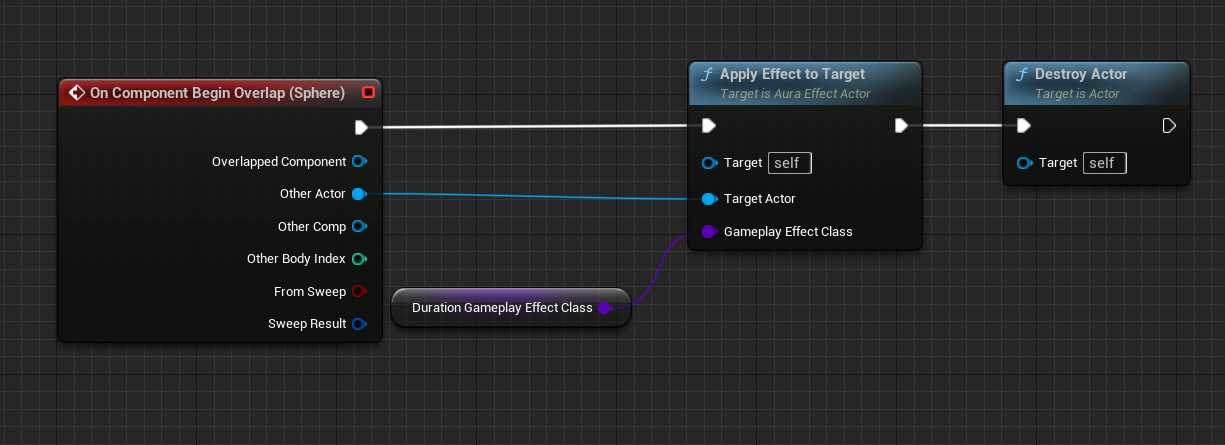 On Component Begin Overlap (Sphere)
Overlapped Component
Other Actor
Other Comp
Other Body Index
From Sweep
Sweep Result
Duration Gameplay Effect Class
Apply Effect to Target
Target is Aura Effect Actor
Target self
Target Actor
Gameplay Effect Class
Destroy Actor
Target is Actor
Target self